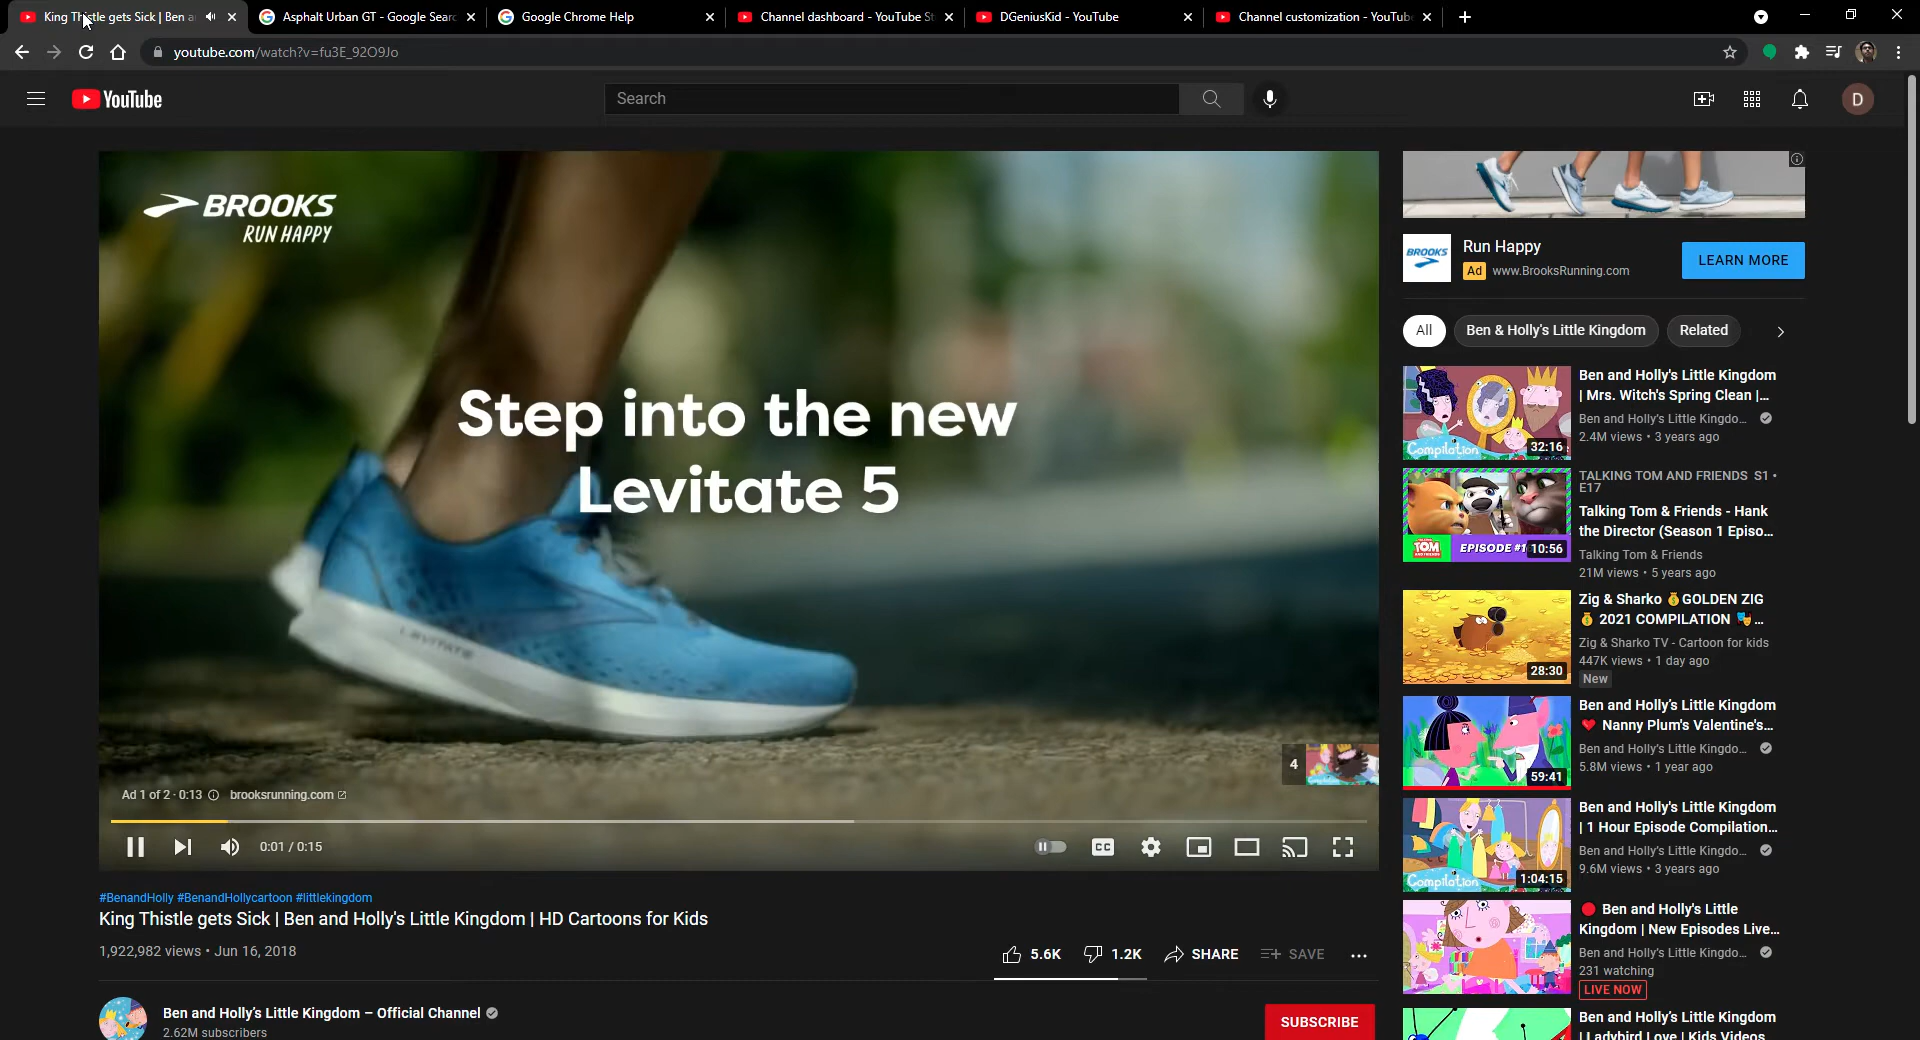 King Thistle gets Sick | Ben a
Asphalt Urban GT - Google Searc
Google Chrome Help
Channel dashboard - YouTube St
DGeniusKid - YouTube
Channel customization - YouTub
youtube.com/watch?v=fu3E_92O9Jo
YouTube
Search
D
BROOKS
RUN HAPPY
Step into the new
Levitate 5
LEVITATE
4
Ad 1 of 2 · 0:13 brooksrunning.com
0:01 / 0:15
CC
#BenandHolly #BenandHollycartoon #littlekingdom
King Thistle gets Sick | Ben and Holly's Little Kingdom | HD Cartoons for Kids
1,922,982 views • Jun 16, 2018
5.6K
1.2K
SHARE
SAVE
Ben and Holly's Little Kingdom – Official Channel
2.62M subscribers
SUBSCRIBE
BROOKS
Run Happy
Ad www.BrooksRunning.com
LEARN MORE
All
Ben & Holly's Little Kingdom
Related
Compilation
32:16
Ben and Holly's Little Kingdom
| Mrs. Witch's Spring Clean |...
Ben and Holly's Little Kingdo...
2.4M views • 3 years ago
TOM
AND FRIENDS
EPISODE #1
10:56
TALKING TOM AND FRIENDS S1 •
E17
Talking Tom & Friends - Hank
the Director (Season 1 Episo...
Talking Tom & Friends
21M views • 5 years ago
28:30
Zig & Sharko 💰GOLDEN ZIG
💰 2021 COMPILATION 🎭...
Zig & Sharko TV - Cartoon for kids
447K views • 1 day ago
New
59:41
Ben and Holly's Little Kingdom
❤️ Nanny Plum's Valentine's...
Ben and Holly's Little Kingdo...
5.8M views • 1 year ago
Compilation
1:04:15
Ben and Holly's Little Kingdom
| 1 Hour Episode Compilation...
Ben and Holly's Little Kingdo...
9.6M views • 3 years ago
🔴 Ben and Holly's Little
Kingdom | New Episodes Live...
Ben and Holly's Little Kingdo...
231 watching
LIVE NOW
Ben and Holly's Little Kingdom
| Ladybird Love | Kids Videos